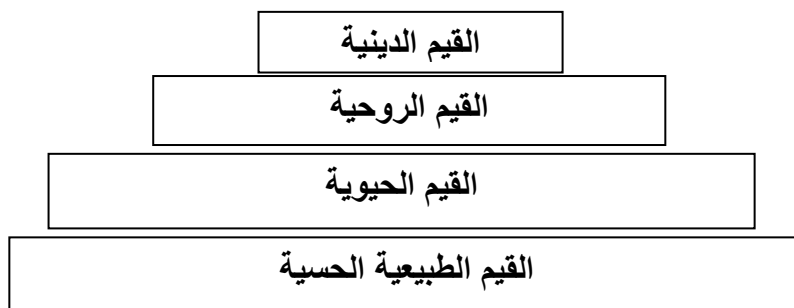 القيم الدينية
القيم الروحية
القيم الحيوية
القيم الطبيعية الحسية